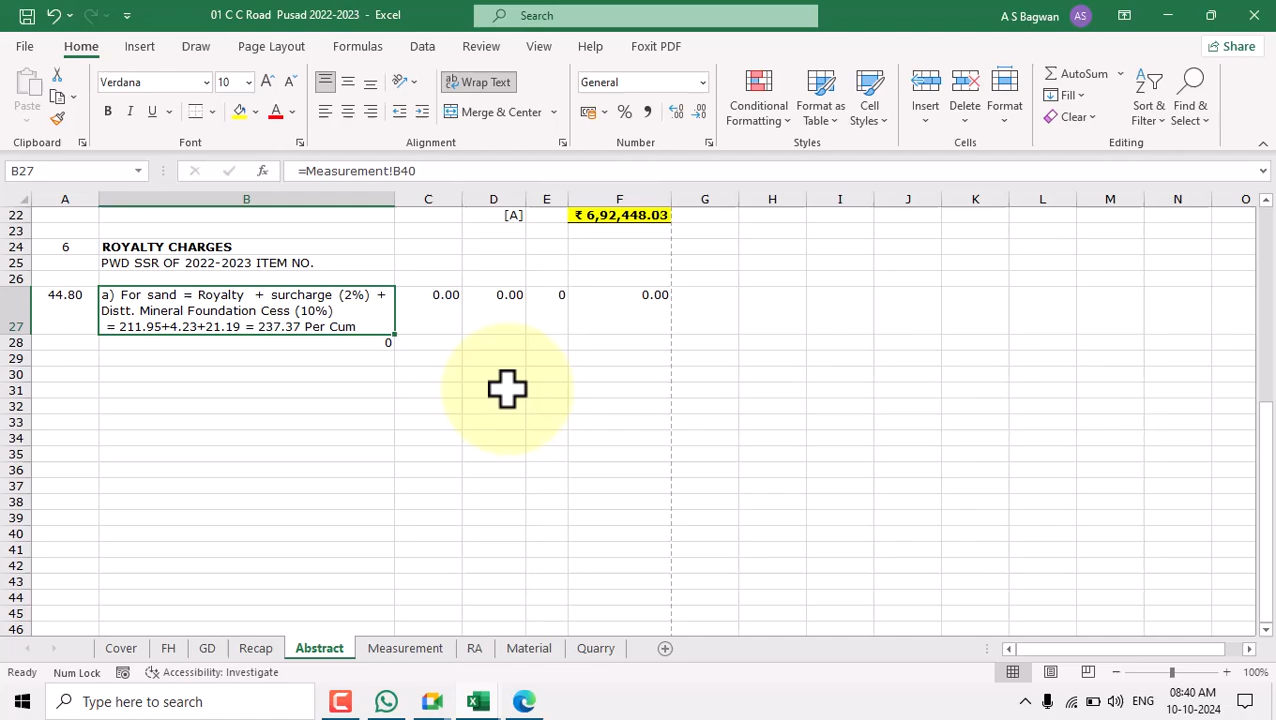 01 C C Road Pusad 2022-2023 - Excel
Search
A S Bagwan
AS
File
Home
Insert
Draw
Page Layout
Formulas
Data
Review
View
Help
Foxit PDF
Share
Paste
Clipboard
Verdana
10
B I U
Font
ab Wrap Text
Merge & Center
Alignment
General
%
Number
Conditional Formatting
Format as Table
Cell Styles
Styles
Insert
Delete
Format
Cells
AutoSum
Fill
Clear
Sort & Filter
Find & Select
Editing
B27
fx
=Measurement!B40
A B C D E F G H I J K L M N O
22 [A] ₹ 6,92,448.03
23
24 6 ROYALTY CHARGES
25 PWD SSR OF 2022-2023 ITEM NO.
26
44.80 a) For sand = Royalty + surcharge (2%) + 0.00 0.00 0 0.00
Distt. Mineral Foundation Cess (10%)
27 = 211.95+4.23+21.19 = 237.37 Per Cum
28 0
29
30
31
32
33
34
35
36
37
38
39
40
41
42
43
44
45
46
Cover
FH
GD
Recap
Abstract
Measurement
RA
Material
Quarry
Ready
Num Lock
Accessibility: Investigate
100%
Type here to search
ENG
08:40 AM
10-10-2024